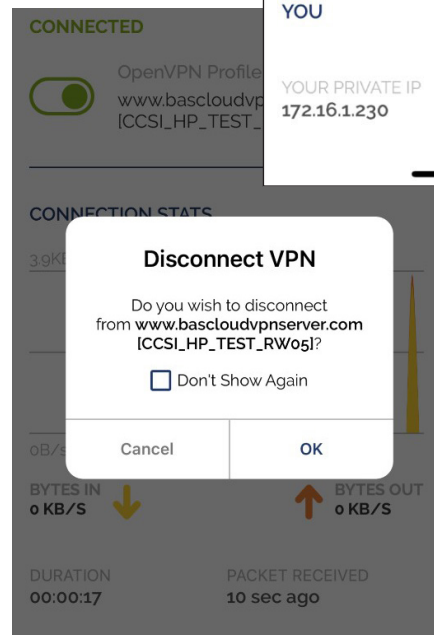 CONNECTED
OpenVPN Profile
www.bascloudvp
[CCSI_HP_TEST_
YOU
YOUR PRIVATE IP
172.16.1.230
CONNECTION STATS
3.9K
Disconnect VPN
Do you wish to disconnect
from www.bascloudvpnserver.com
[CCSI_HP_TEST_RW05]?
Don't Show Again
Cancel
OK
0B/s
BYTES IN
0 KB/S
BYTES OUT
0 KB/S
DURATION
00:00:17
PACKET RECEIVED
10 sec ago